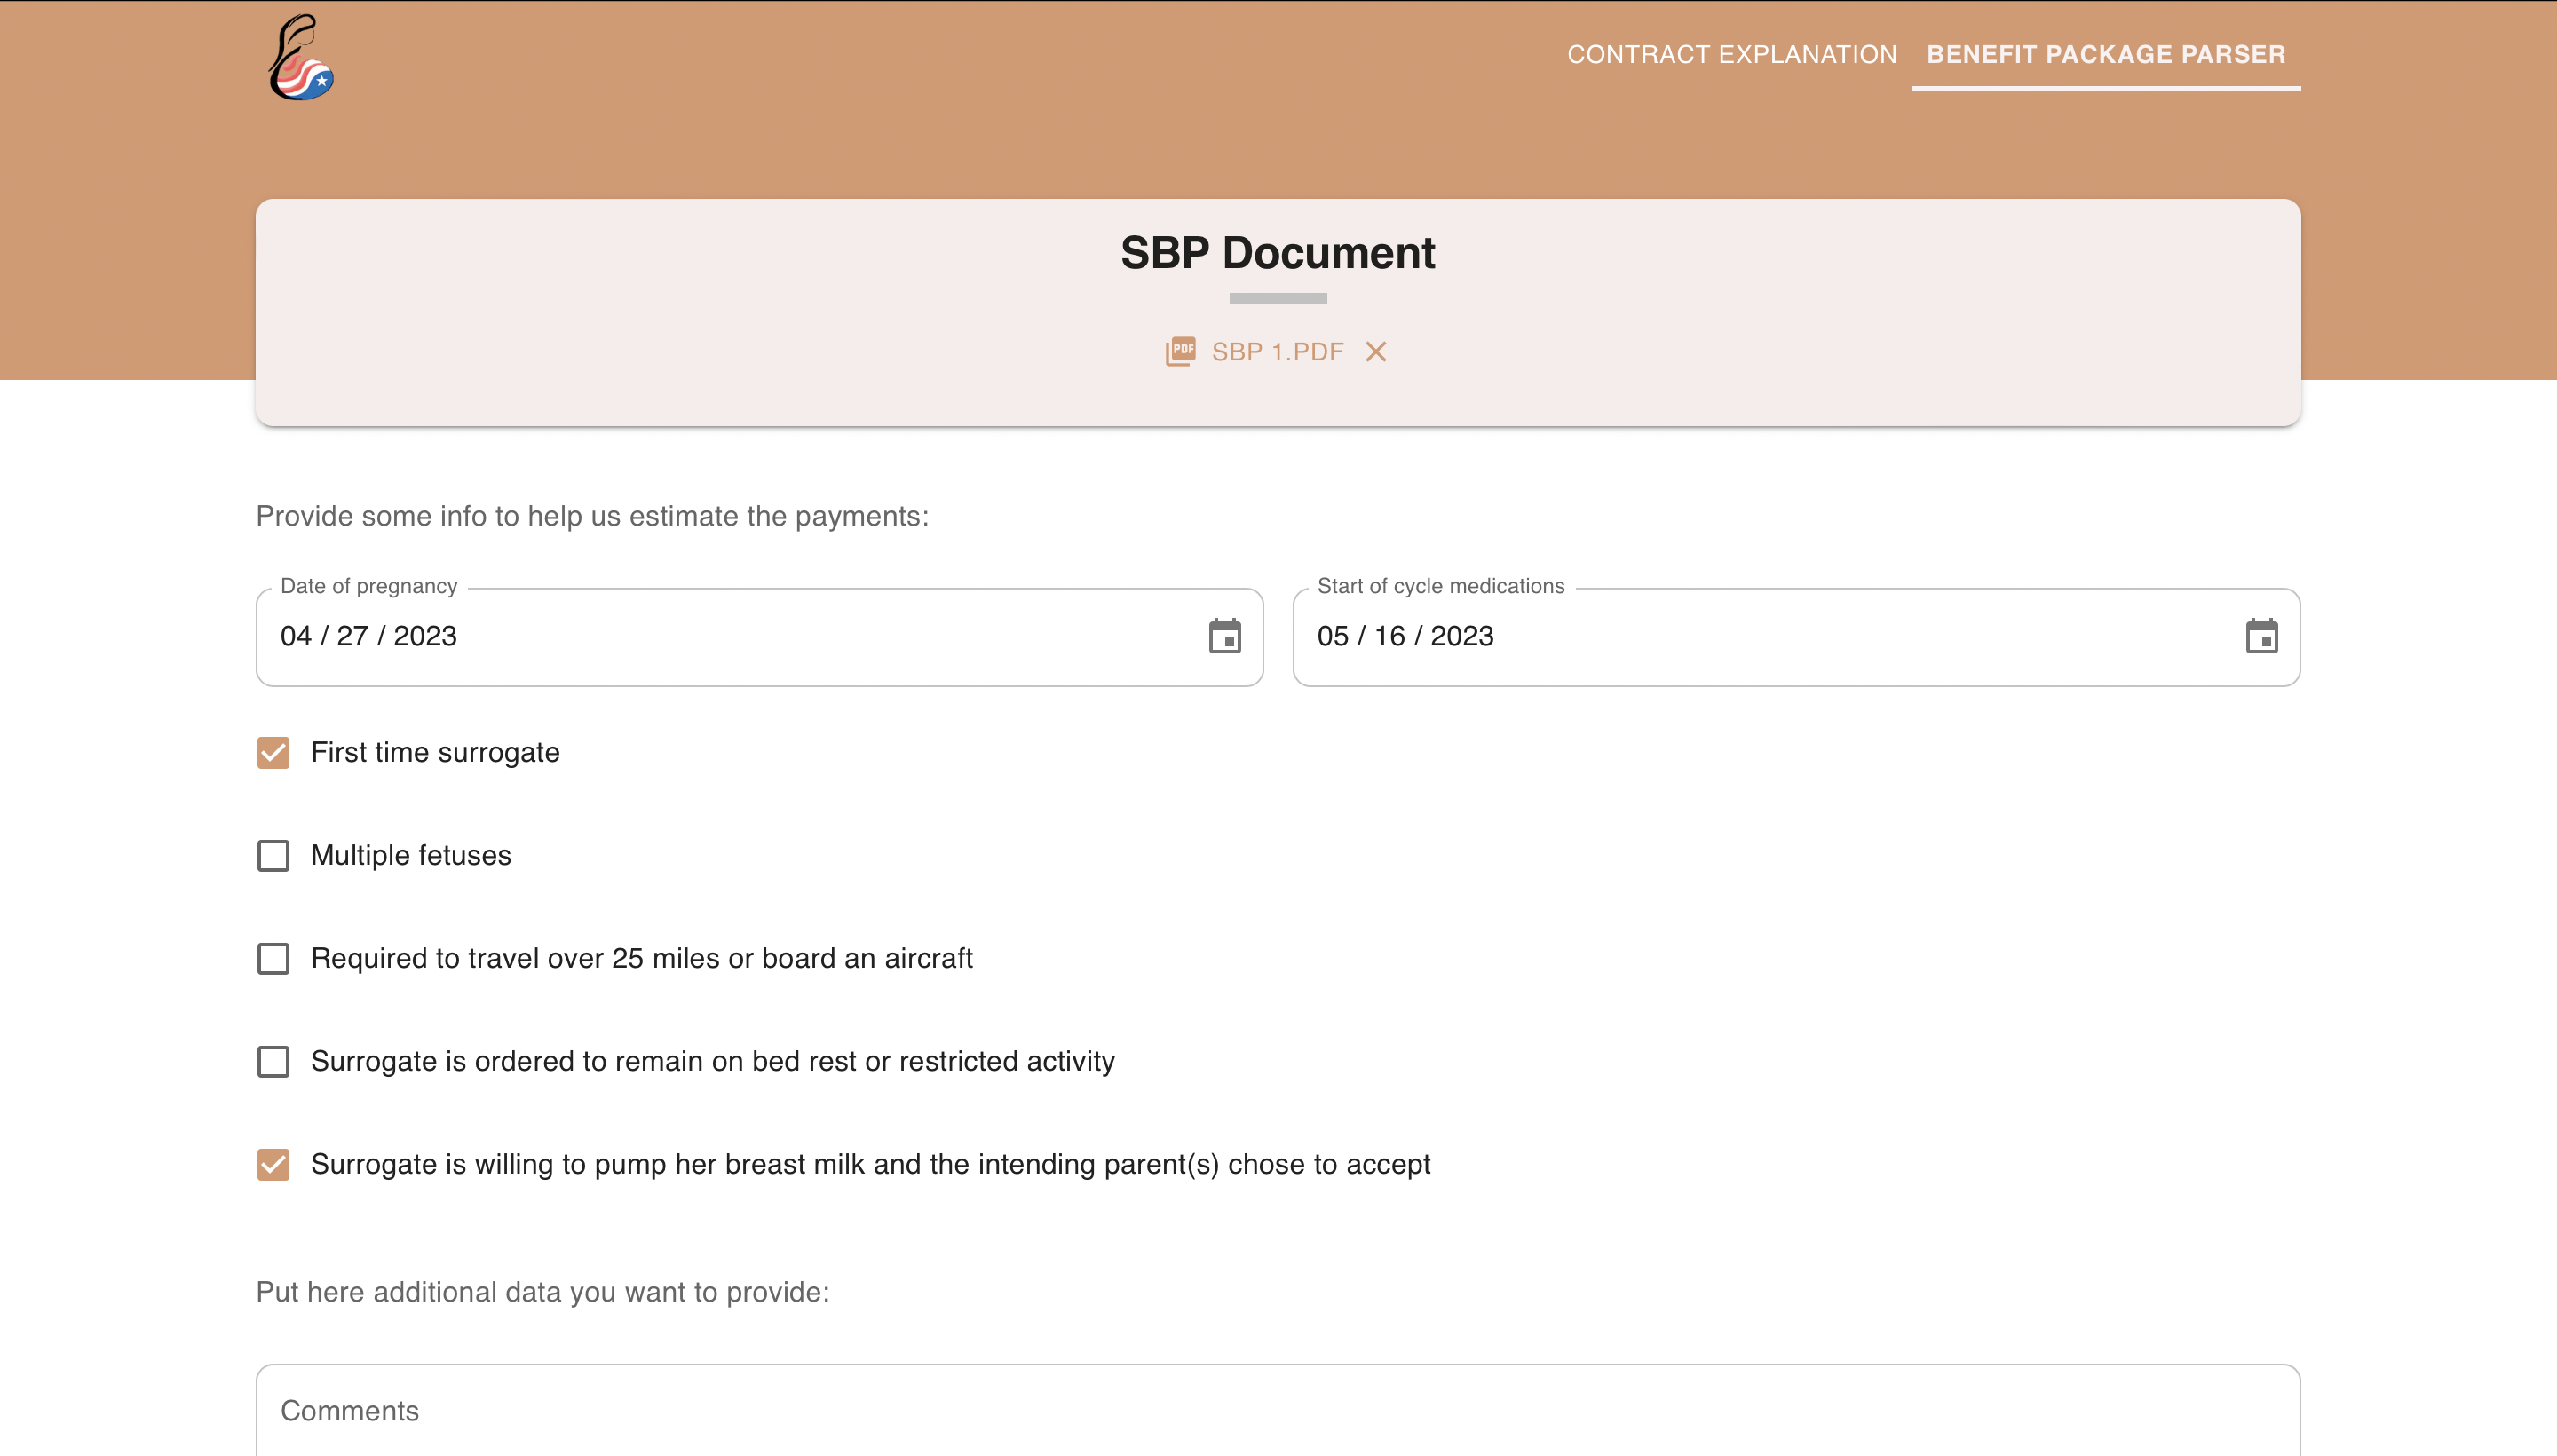 CONTRACT EXPLANATION BENEFIT PACKAGE PARSER
SBP Document
PDF SBP 1.PDF
Provide some info to help us estimate the payments:
Date of pregnancy
04 / 27 / 2023
Start of cycle medications
05 / 16 / 2023
First time surrogate
Multiple fetuses
Required to travel over 25 miles or board an aircraft
Surrogate is ordered to remain on bed rest or restricted activity
Surrogate is willing to pump her breast milk and the intending parent(s) chose to accept
Put here additional data you want to provide:
Comments